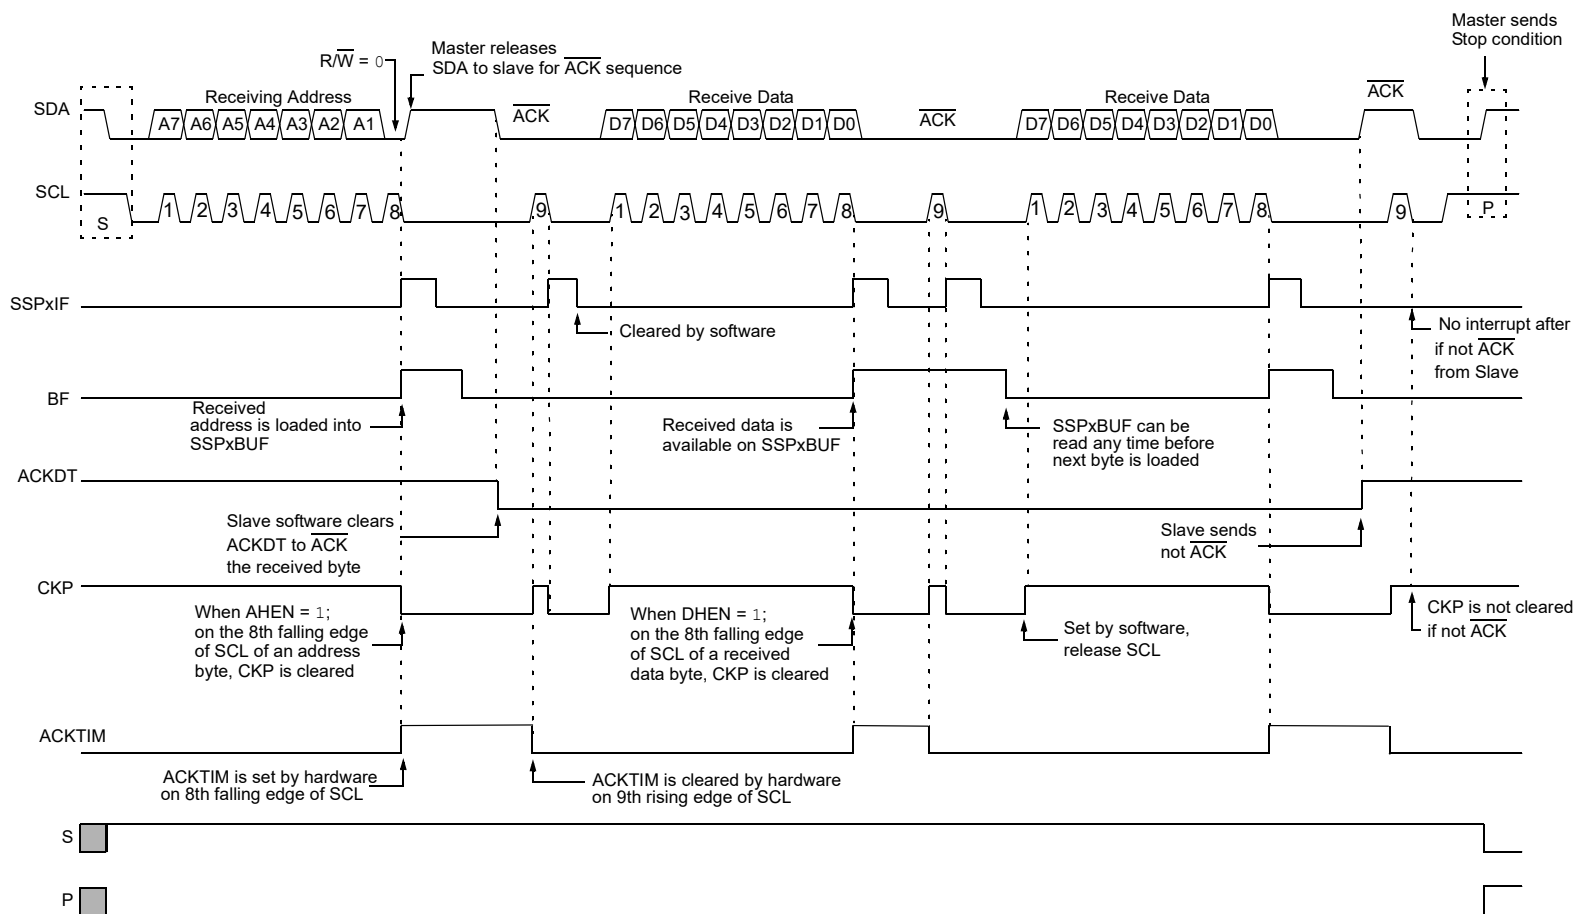 Master sends
Stop condition
R/W = 0
Master releases
SDA to slave for ACK sequence
SDA
Receiving Address
ACK
Receive Data
ACK
Receive Data
ACK
A7 A6 A5 A4 A3 A2 A1
D7 D6 D5 D4 D3 D2 D1 D0
D7 D6 D5 D4 D3 D2 D1 D0
SCL
S
1 2 3 4 5 6 7 8
9
1 2 3 4 5 6 7 8
9
1 2 3 4 5 6 7 8
9
P
SSPxIF
Cleared by software
No interrupt after
if not ACK
from Slave
BF
Received
address is loaded into
SSPxBUF
Received data is
available on SSPxBUF
SSPxBUF can be
read any time before
next byte is loaded
ACKDT
Slave software clears
ACKDT to ACK
the received byte
Slave sends
not ACK
CKP
When AHEN = 1;
on the 8th falling edge
of SCL of an address
byte, CKP is cleared
When DHEN = 1;
on the 8th falling edge
of SCL of a received
data byte, CKP is cleared
Set by software,
release SCL
CKP is not cleared
if not ACK
ACKTIM
ACKTIM is set by hardware
on 8th falling edge of SCL
ACKTIM is cleared by hardware
on 9th rising edge of SCL
S
P